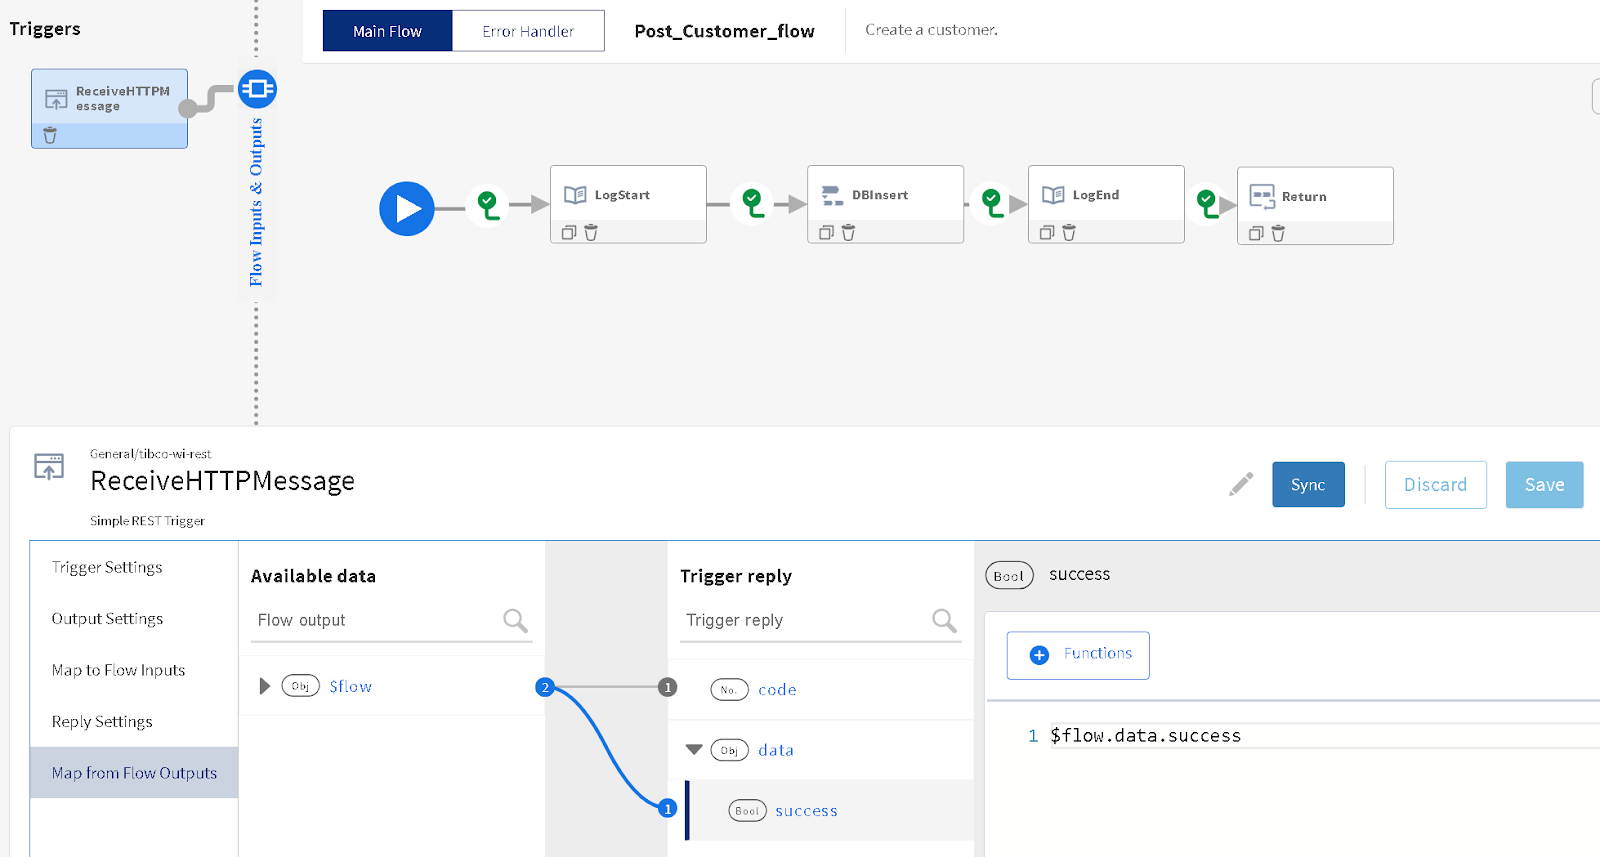 Triggers
Main Flow
Error Handler
Post_Customer_flow
Create a customer.
ReceiveHTTPM
essage
Flow Inputs & Outputs
LogStart
DBInsert
LogEnd
Return
General/tibco-wi-rest
ReceiveHTTPMessage
Simple REST Trigger
Sync
Discard
Save
Trigger Settings
Output Settings
Map to Flow Inputs
Reply Settings
Map from Flow Outputs
Available data
Flow output
Obj $flow
2
1
1
Trigger reply
Trigger reply
No. code
Obj data
Bool success
Bool success
Functions
1 $flow.data.success